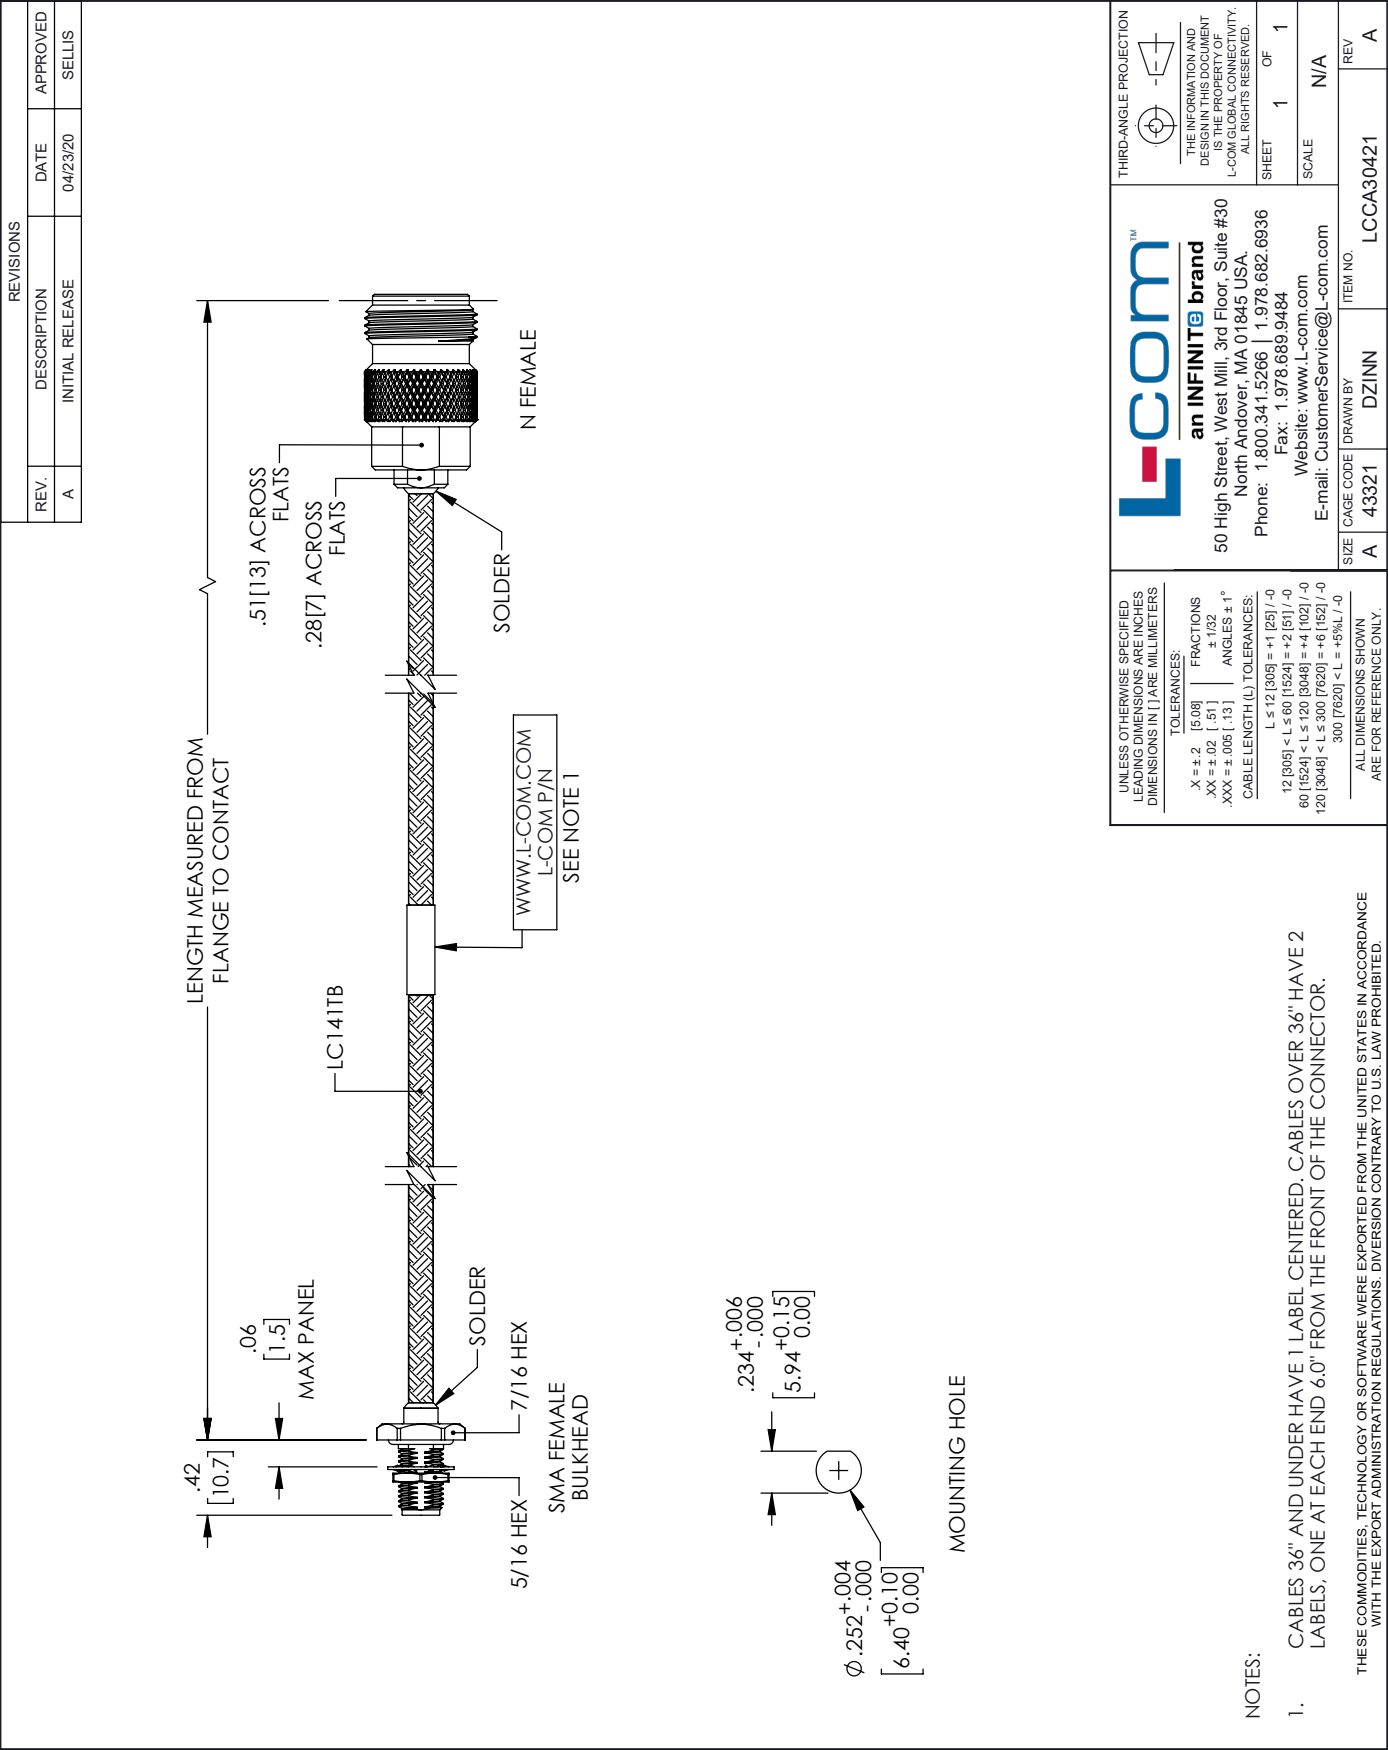 REVISIONS
REV. DESCRIPTION DATE APPROVED
A INITIAL RELEASE 04/23/20 SELLIS
LENGTH MEASURED FROM
FLANGE TO CONTACT
.42
[10.7]
.06
[1.5]
MAX PANEL
LC141TB
.51[13] ACROSS
FLATS
.28[7] ACROSS
FLATS
SOLDER
SOLDER
5/16 HEX
7/16 HEX
SMA FEMALE
BULKHEAD
WWW.L-COM.COM
L-COM P/N
SEE NOTE 1
N FEMALE
.234 +.006
-.000
[5.94 +0.15
0.00]
Ø.252 +.004
-.000
[6.40 +0.10
0.00]
MOUNTING HOLE
NOTES:
1. CABLES 36" AND UNDER HAVE 1 LABEL CENTERED. CABLES OVER 36" HAVE 2
LABELS, ONE AT EACH END 6.0" FROM THE FRONT OF THE CONNECTOR.
THESE COMMODITIES, TECHNOLOGY OR SOFTWARE WERE EXPORTED FROM THE UNITED STATES IN ACCORDANCE
WITH THE EXPORT ADMINISTRATION REGULATIONS. DIVERSION CONTRARY TO U.S. LAW PROHIBITED.
UNLESS OTHERWISE SPECIFIED
LEADING DIMENSIONS ARE INCHES
DIMENSIONS IN [ ] ARE MILLIMETERS
TOLERANCES:
.X = ±.2 [5.08] FRACTIONS
.XX = ±.02 [.51] ± 1/32
.XXX = ±.005 [.13] ANGLES ± 1°
CABLE LENGTH (L) TOLERANCES:
L ≤ 12 [305] = +1 [25] / -0
12 [305] < L ≤ 60 [1524] = +2 [51] / -0
60 [1524] < L ≤ 120 [3048] = +4 [102] / -0
120 [3048] < L ≤ 300 [7620] = +6 [152] / -0
300 [7620] < L = +5%L / -0
ALL DIMENSIONS SHOWN
ARE FOR REFERENCE ONLY.
L-com™
an INFINITe brand
50 High Street, West Mill, 3rd Floor, Suite #30
North Andover, MA 01845 USA.
Phone: 1.800.341.5266 | 1.978.682.6936
Fax: 1.978.689.9484
Website: www.L-com.com
E-mail: CustomerService@L-com.com
THIRD-ANGLE PROJECTION
THE INFORMATION AND
DESIGN IN THIS DOCUMENT
IS THE PROPERTY OF
L-COM GLOBAL CONNECTIVITY.
ALL RIGHTS RESERVED.
SHEET 1 OF 1
SCALE N/A
SIZE A
CAGE CODE 43321
DRAWN BY DZINN
ITEM NO. LCCA30421
REV A